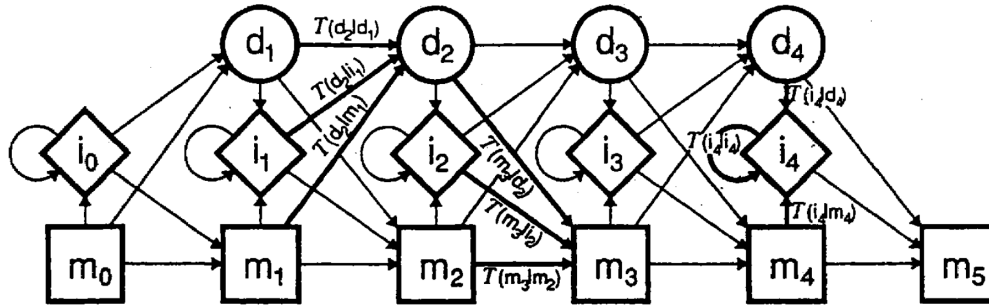 T(d₂|d₁)
d₁ d₂ d₃ d₄
T(d₂|i₁)
T(d₂|m₁)
T(i₄|d₄)
T(i₄|i₄)
i₀ i₁ i₂ i₃ i₄
T(m₃|d₂)
T(m₃|i₂)
T(i₄|m₄)
m₀ m₁ m₂ m₃ m₄ m₅
T(m₃|m₂)